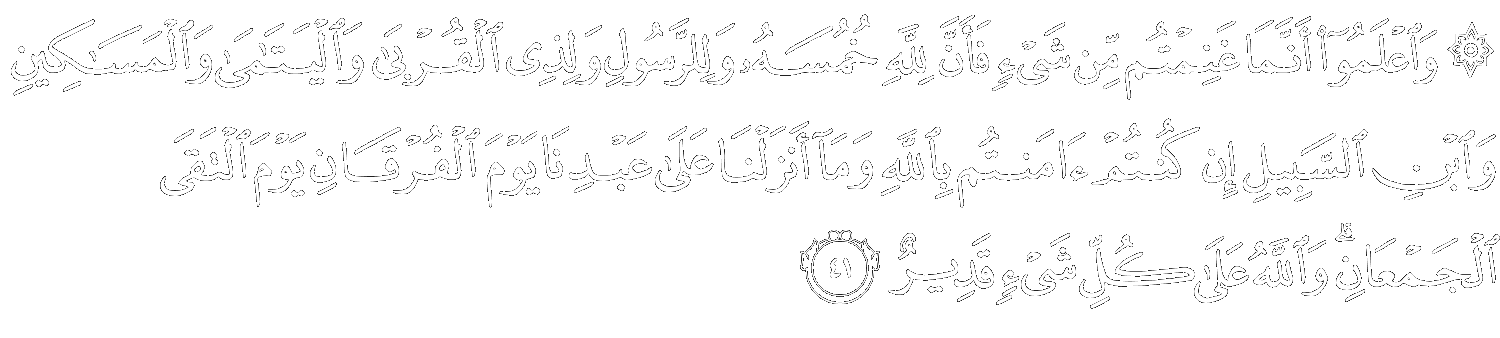 ۞ وَٱعۡلَمُوٓاْ أَنَّمَا غَنِمۡتُم مِّن شَيۡءٖ فَأَنَّ لِلَّهِ خُمُسَهُۥ وَلِلرَّسُولِ وَلِذِي ٱلۡقُرۡبَىٰ وَٱلۡيَتَٰمَىٰ وَٱلۡمَسَٰكِينِ
وَٱبۡنِ ٱلسَّبِيلِ إِن كُنتُمۡ ءَامَنتُم بِٱللَّهِ وَمَآ أَنزَلۡنَا عَلَىٰ عَبۡدِنَا يَوۡمَ ٱلۡفُرۡقَانِ يَوۡمَ ٱلۡتَقَى
ٱلۡجَمۡعَانِۗ وَٱللَّهُ عَلَىٰ كُلِّ شَيۡءٖ قَدِيرٌ ٤١